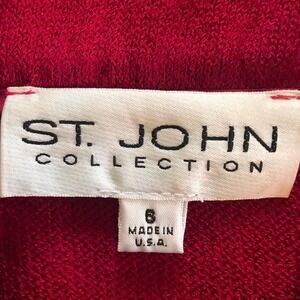 ST. JOHN
COLLECTION
6
MADE IN
U.S.A.